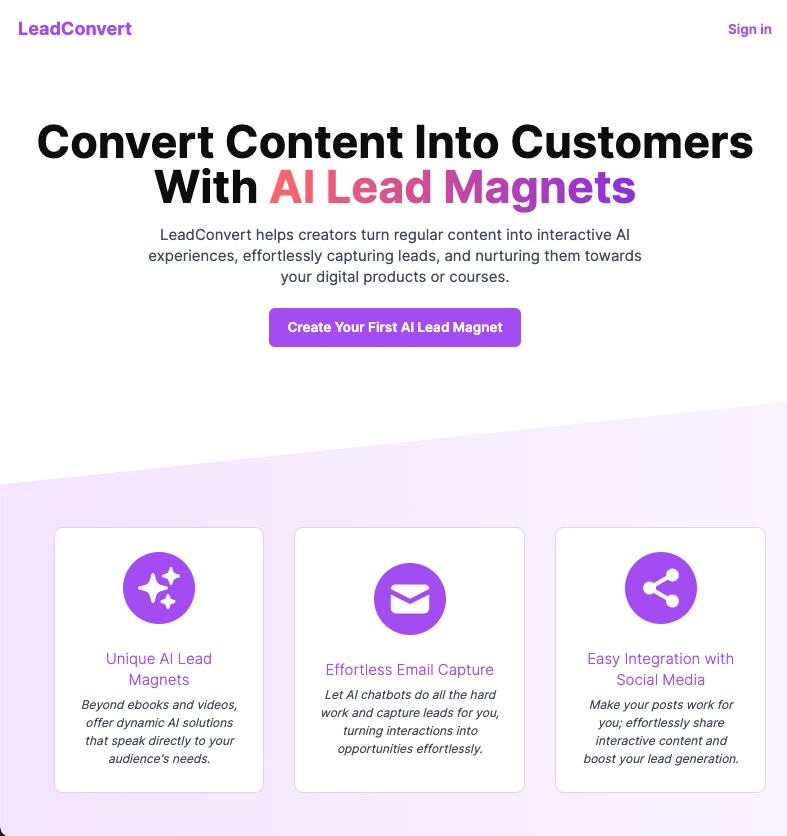 LeadConvert
Sign in
Convert Content Into Customers
With AI Lead Magnets
LeadConvert helps creators turn regular content into interactive AI
experiences, effortlessly capturing leads, and nurturing them towards
your digital products or courses.
Create Your First AI Lead Magnet
Unique AI Lead
Magnets
Beyond ebooks and videos,
offer dynamic AI solutions
that speak directly to your
audience's needs.
Effortless Email Capture
Let AI chatbots do all the hard
work and capture leads for you,
turning interactions into
opportunities effortlessly.
Easy Integration with
Social Media
Make your posts work for
you; effortlessly share
interactive content and
boost your lead generation.